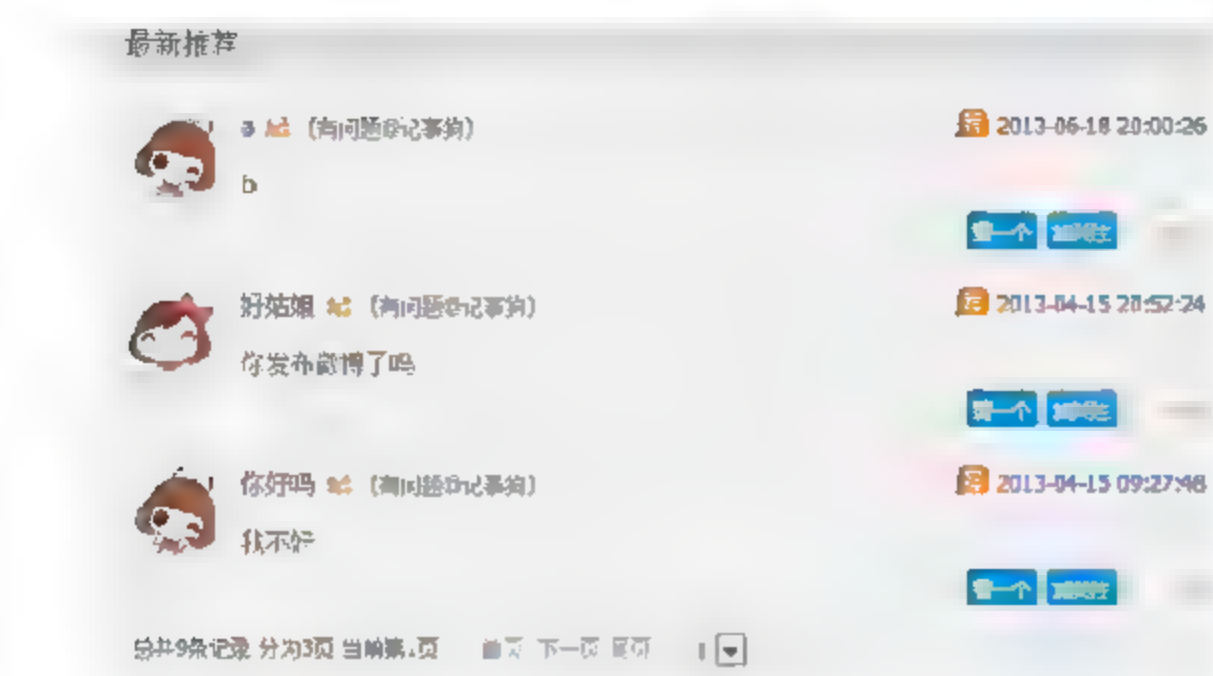 最新推荐
a (有问题@记事狗) 荐 2013-06-18 20:00:26
b
一个
好姑娘 (有问题@记事狗) 荐 2013-04-15 20:52:24
你发布微博了吗
一个
你好吗 (有问题@记事狗) 荐 2013-04-15 09:27:48
我不好
一个
总共9条记录 分为3页 当前第1页 首页 下一页 尾页 1